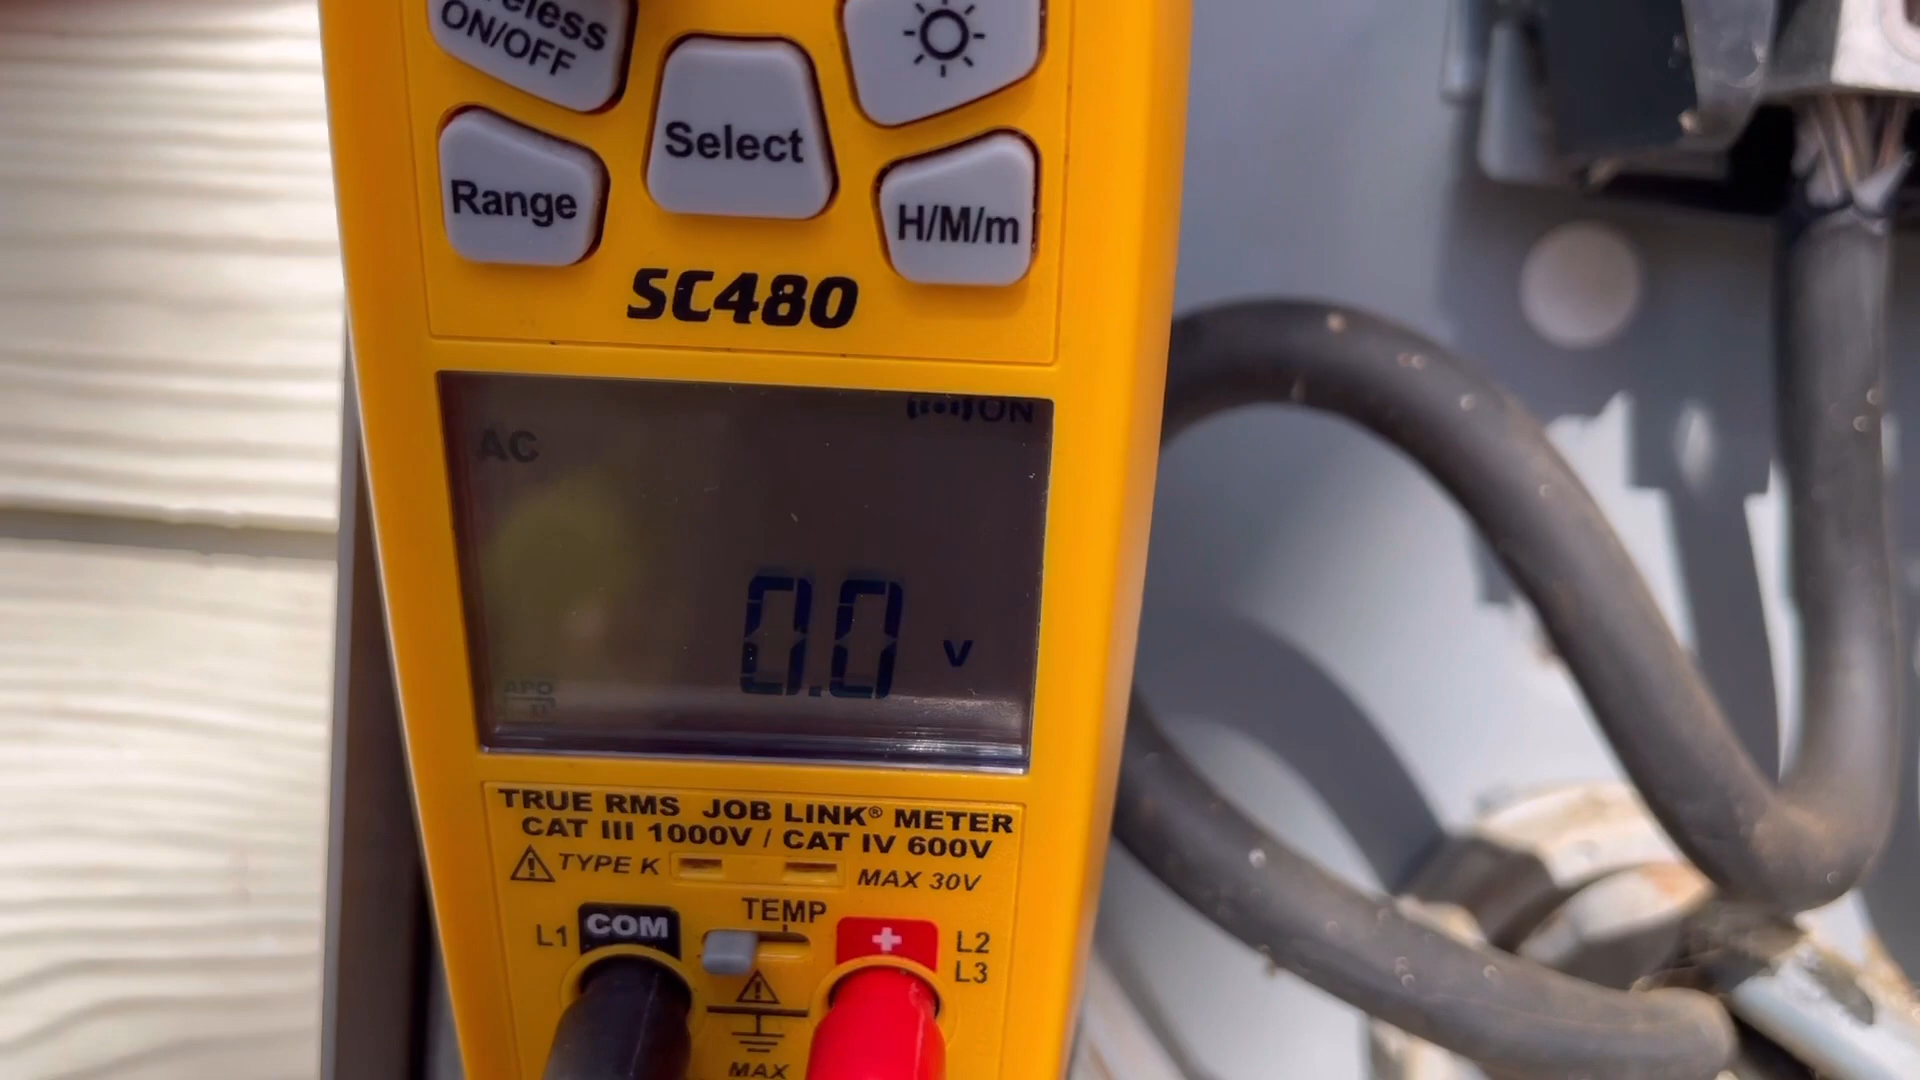 ON/OFF
Select
Range
H/M/m
SC480
ON
AC
0.0 V
APO
TRUE RMS JOB LINK® METER
CAT III 1000V / CAT IV 600V
TYPE K
MAX 30V
TEMP
L1 COM
+ L2
L3
MAX